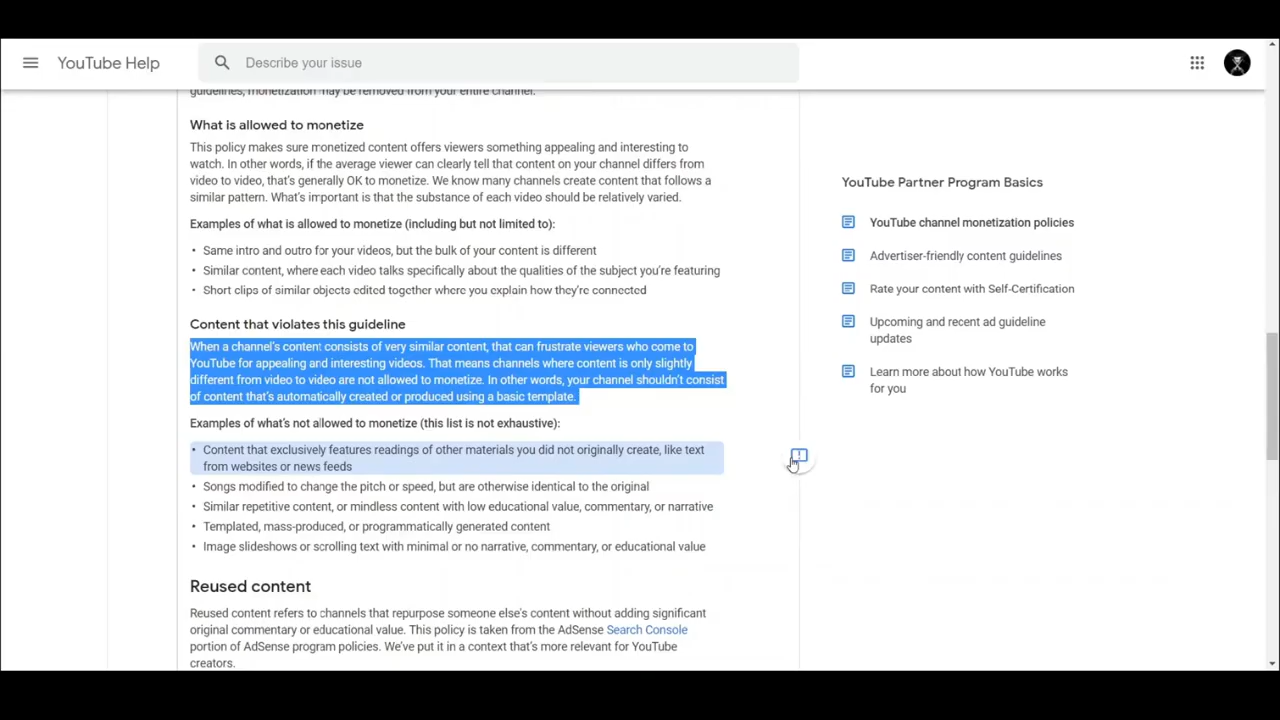 YouTube Help
Describe your issue
guidelines, monetization may be removed from your entire channel.
What is allowed to monetize
This policy makes sure monetized content offers viewers something appealing and interesting to
watch. In other words, if the average viewer can clearly tell that content on your channel differs from
video to video, that's generally OK to monetize. We know many channels create content that follows a
similar pattern. What's important is that the substance of each video should be relatively varied.
Examples of what is allowed to monetize (including but not limited to):
• Same intro and outro for your videos, but the bulk of your content is different
• Similar content, where each video talks specifically about the qualities of the subject you're featuring
• Short clips of similar objects edited together where you explain how they're connected
Content that violates this guideline
When a channel's content consists of very similar content, that can frustrate viewers who come to
YouTube for appealing and interesting videos. That means channels where content is only slightly
different from video to video are not allowed to monetize. In other words, your channel shouldn't consist
of content that's automatically created or produced using a basic template.
Examples of what's not allowed to monetize (this list is not exhaustive):
• Content that exclusively features readings of other materials you did not originally create, like text
from websites or news feeds
• Songs modified to change the pitch or speed, but are otherwise identical to the original
• Similar repetitive content, or mindless content with low educational value, commentary, or narrative
• Templated, mass-produced, or programmatically generated content
• Image slideshows or scrolling text with minimal or no narrative, commentary, or educational value
Reused content
Reused content refers to channels that repurpose someone else's content without adding significant
original commentary or educational value. This policy is taken from the AdSense Search Console
portion of AdSense program policies. We've put it in a context that's more relevant for YouTube
creators.
YouTube Partner Program Basics
YouTube channel monetization policies
Advertiser-friendly content guidelines
Rate your content with Self-Certification
Upcoming and recent ad guideline
updates
Learn more about how YouTube works
for you